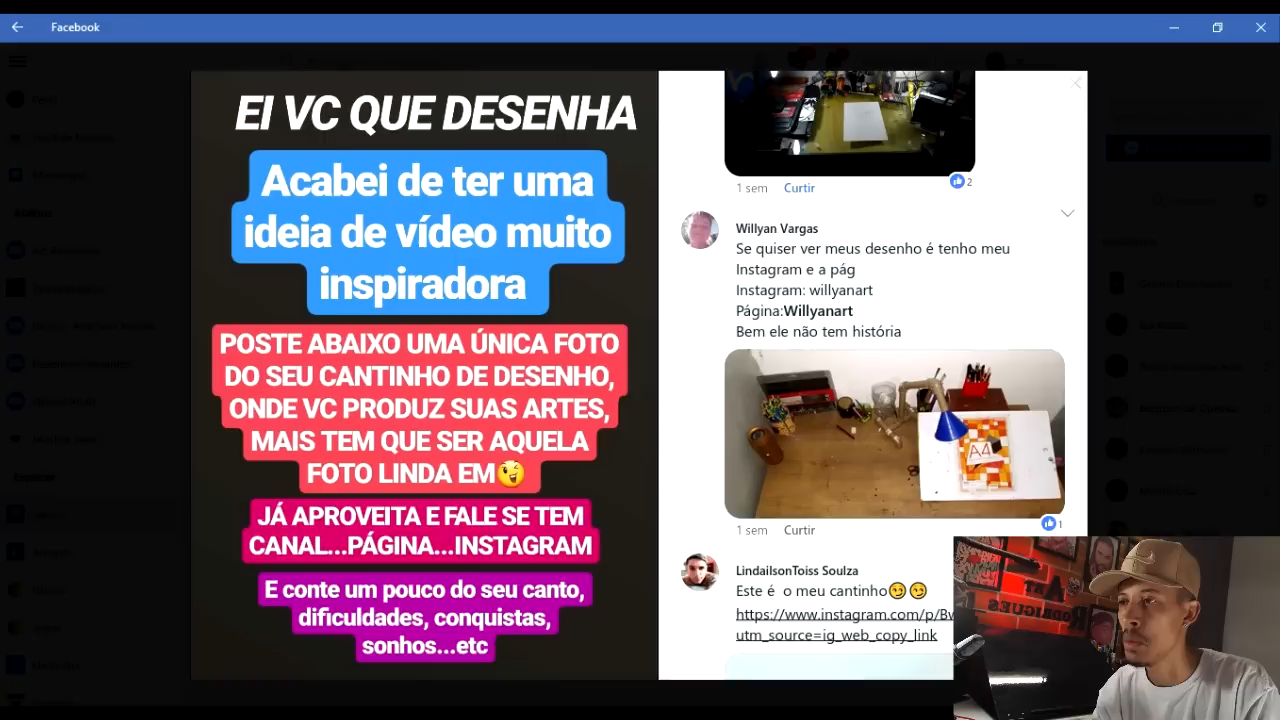 Facebook
EI VC QUE DESENHA
Acabei de ter uma
ideia de vídeo muito
inspiradora
POSTE ABAIXO UMA ÚNICA FOTO
DO SEU CANTINHO DE DESENHO,
ONDE VC PRODUZ SUAS ARTES,
MAIS TEM QUE SER AQUELA
FOTO LINDA EM😉
JÁ APROVEITA E FALE SE TEM
CANAL...PÁGINA...INSTAGRAM
E conte um pouco do seu canto,
dificuldades, conquistas,
sonhos...etc
1 sem Curtir
2
Willyan Vargas
Se quiser ver meus desenho é tenho meu
Instagram e a pág
Instagram: willyanart
Página:Willyanart
Bem ele não tem história
A4
1 sem Curtir
1
LindailsonToiss Soulza
Este é o meu cantinho😏😏
https://www.instagram.com/p/Bv
utm_source=ig_web_copy_link
ART
RODRIGUES